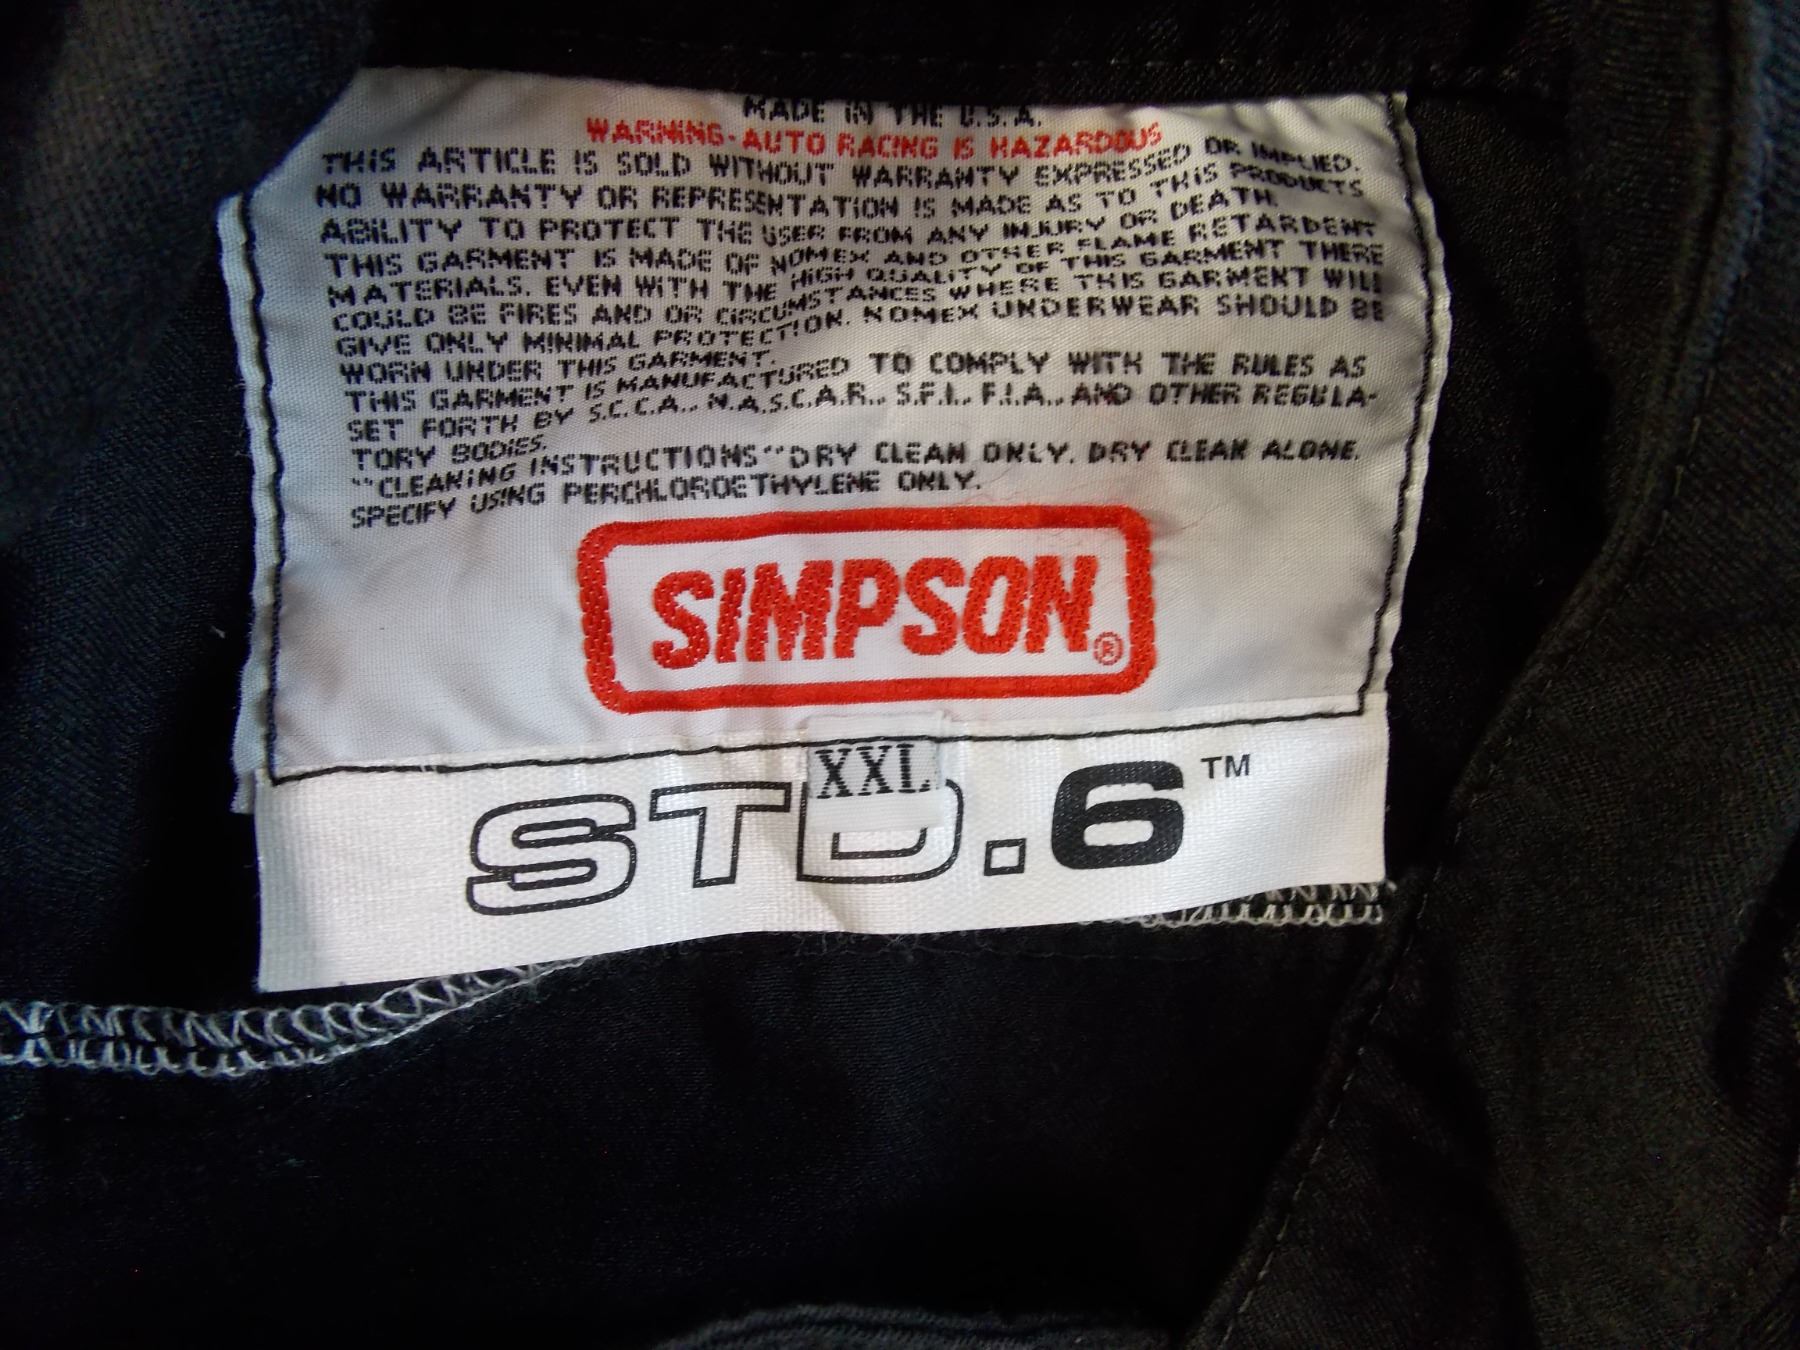 MADE IN THE U.S.A.
WARNING-AUTO RACING IS HAZARDOUS
THIS ARTICLE IS SOLD WITHOUT WARRANTY EXPRESSED OR IMPLIED.
NO WARRANTY OR REPRESENTATION IS MADE AS TO THIS PRODUCTS
ABILITY TO PROTECT THE USER FROM ANY INJURY OR DEATH.
THIS GARMENT IS MADE OF NOMEX AND OTHER FLAME RETARDENT
MATERIALS. EVEN WITH THE HIGH QUALITY OF THIS GARMENT THERE
COULD BE FIRES AND OR CIRCUMSTANCES WHERE THIS GARMENT WILL
GIVE ONLY MINIMAL PROTECTION. NOMEX UNDERWEAR SHOULD BE
WORN UNDER THIS GARMENT.
THIS GARMENT IS MANUFACTURED TO COMPLY WITH THE RULES AS
SET FORTH BY S.C.C.A., N.A.S.C.A.R., S.F.I., F.I.A., AND OTHER REGULA-
TORY BODIES.
"CLEANING INSTRUCTIONS" DRY CLEAN ONLY. DRY CLEAN ALONE.
SPECIFY USING PERCHLOROETHYLENE ONLY.
SIMPSON®
XXL
STD.6™